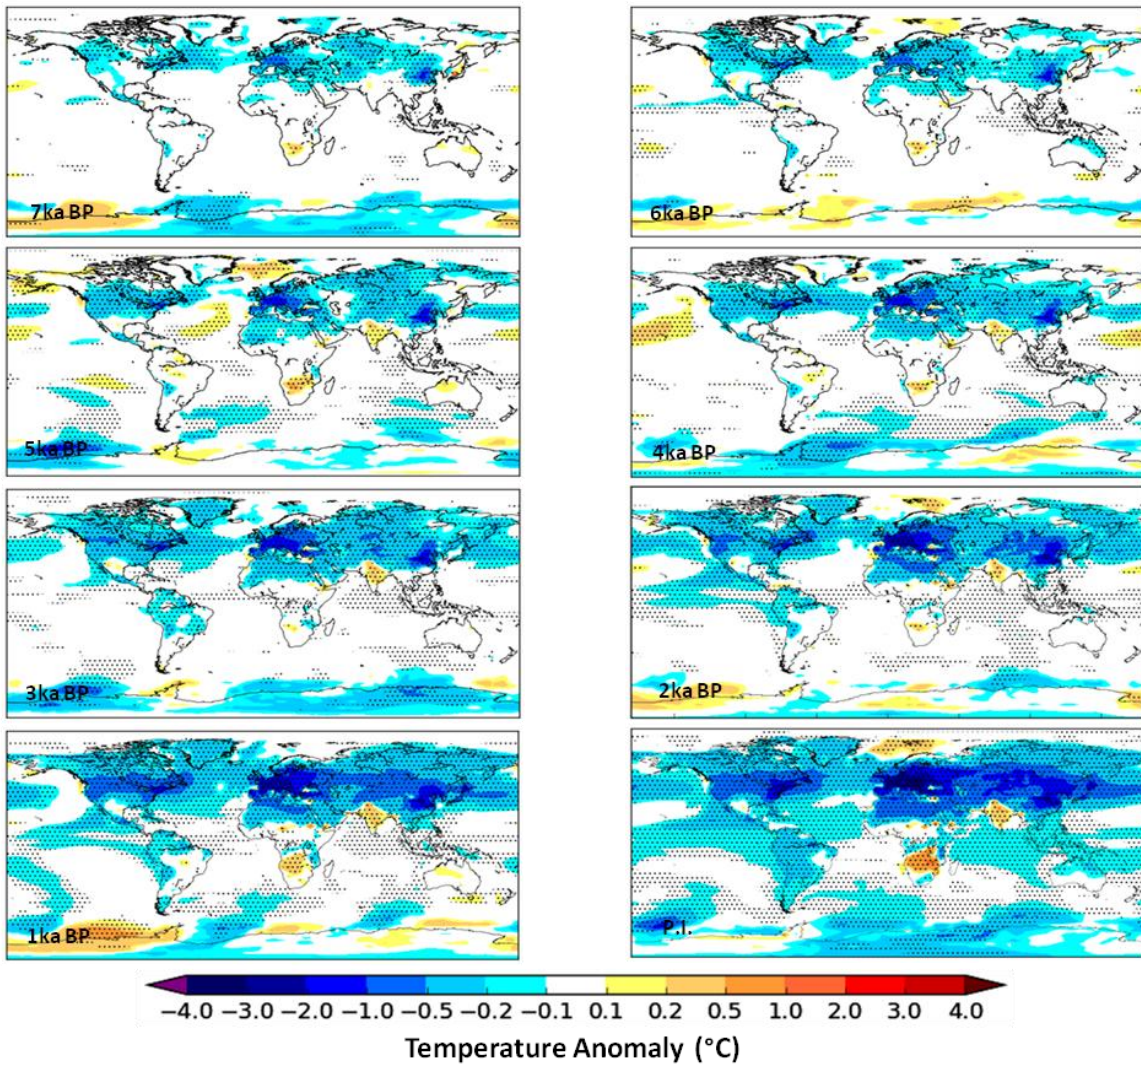 7ka BP
6ka BP
5ka BP
4ka BP
3ka BP
2ka BP
1ka BP
P.I.
−4.0 −3.0 −2.0 −1.0 −0.5 −0.2 −0.1 0.1 0.2 0.5 1.0 2.0 3.0 4.0
Temperature Anomaly (°C)